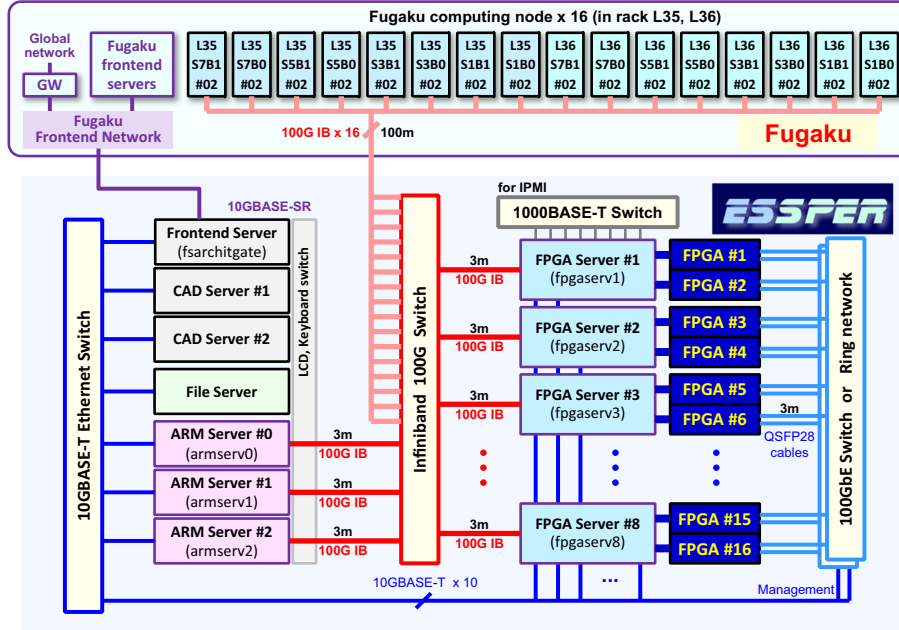 Fugaku computing node x 16 (in rack L35, L36)
Global
network
GW
Fugaku
frontend
servers
Fugaku
Frontend Network
L35
S7B1
#02
L35
S7B0
#02
L35
S5B1
#02
L35
S5B0
#02
L35
S3B1
#02
L35
S3B0
#02
L35
S1B1
#02
L35
S1B0
#02
L36
S7B1
#02
L36
S7B0
#02
L36
S5B1
#02
L36
S5B0
#02
L36
S3B1
#02
L36
S3B0
#02
L36
S1B1
#02
L36
S1B0
#02
100G IB x 16
100m
Fugaku
10GBASE-SR
for IPMI
1000BASE-T Switch
ESSPER
10GBASE-T Ethernet Switch
Frontend Server
(fsarchitgate)
CAD Server #1
CAD Server #2
File Server
ARM Server #0
(armserv0)
ARM Server #1
(armserv1)
ARM Server #2
(armserv2)
LCD, Keyboard switch
3m
100G IB
3m
100G IB
3m
100G IB
Infiniband 100G Switch
3m
100G IB
3m
100G IB
3m
100G IB
3m
100G IB
FPGA Server #1
(fpgaserv1)
FPGA Server #2
(fpgaserv2)
FPGA Server #3
(fpgaserv3)
FPGA Server #8
(fpgaserv8)
...
FPGA #1
FPGA #2
FPGA #3
FPGA #4
FPGA #5
FPGA #6
FPGA #15
FPGA #16
3m
QSFP28
cables
100GbE Switch or Ring network
10GBASE-T x 10
Management